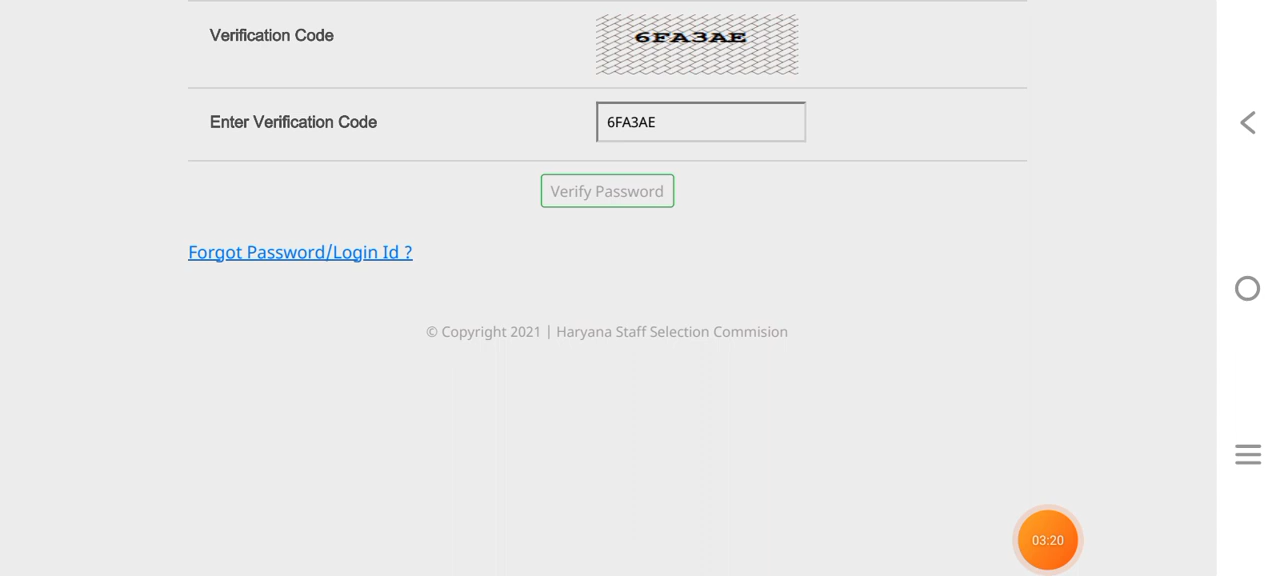 Verification Code
6FA3AE
Enter Verification Code
6FA3AE
Verify Password
Forgot Password/Login Id ?
© Copyright 2021 | Haryana Staff Selection Commision
03:20